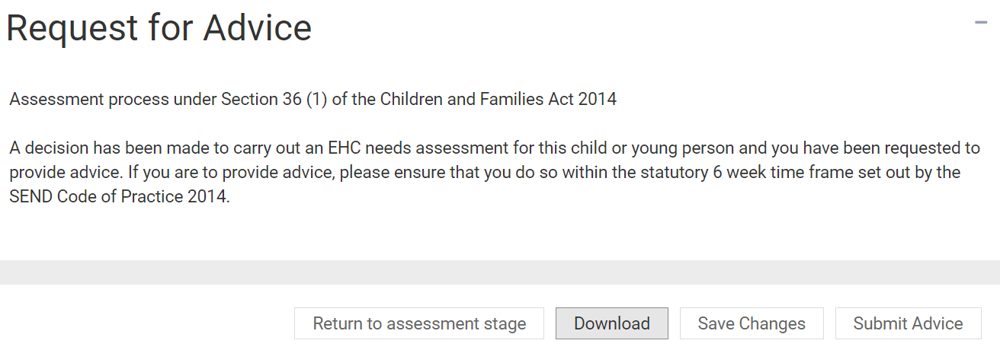 Request for Advice
Assessment process under Section 36 (1) of the Children and Families Act 2014
A decision has been made to carry out an EHC needs assessment for this child or young person and you have been requested to
provide advice. If you are to provide advice, please ensure that you do so within the statutory 6 week time frame set out by the
SEND Code of Practice 2014.
Return to assessment stage Download Save Changes Submit Advice